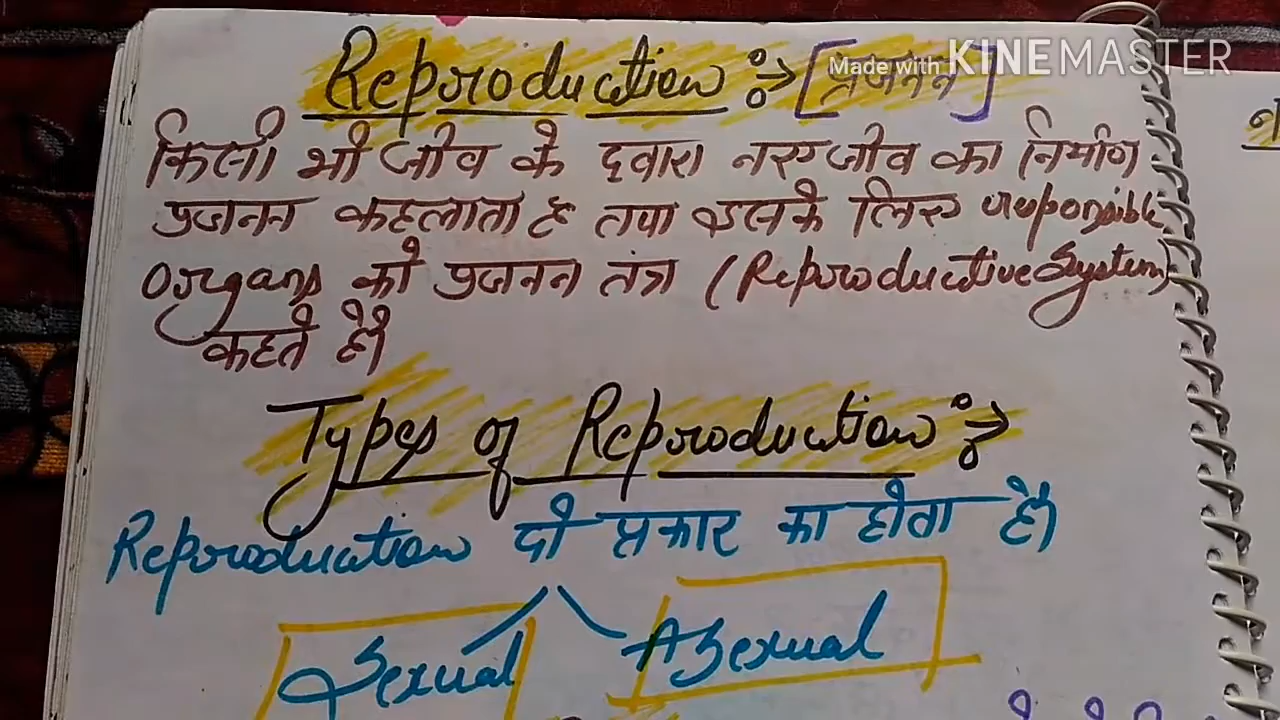 Reproduction :→ [प्रजनन]
Made with KINEMASTER
किसी भी जीव के द्वारा नए जीव का निर्माण
प्रजनन कहलाता है तथा इसके लिए responsible
organs को प्रजनन तंत्र (Reproductive System)
कहते हैं।
Types of Reproduction :→
Reproduction दो प्रकार का होता है।
Sexual Asexual